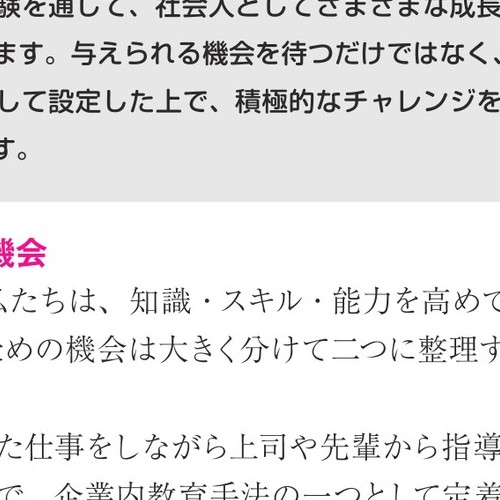 験を通して、社会人としてさまざまな成長
ます。与えられる機会を待つだけではなく、
して設定した上で、積極的なチャレンジを
す。
機会
私たちは、知識・スキル・能力を高めて
ための機会は大きく分けて二つに整理す
た仕事をしながら上司や先輩から指導
で、企業内教育手法の一つとして定着